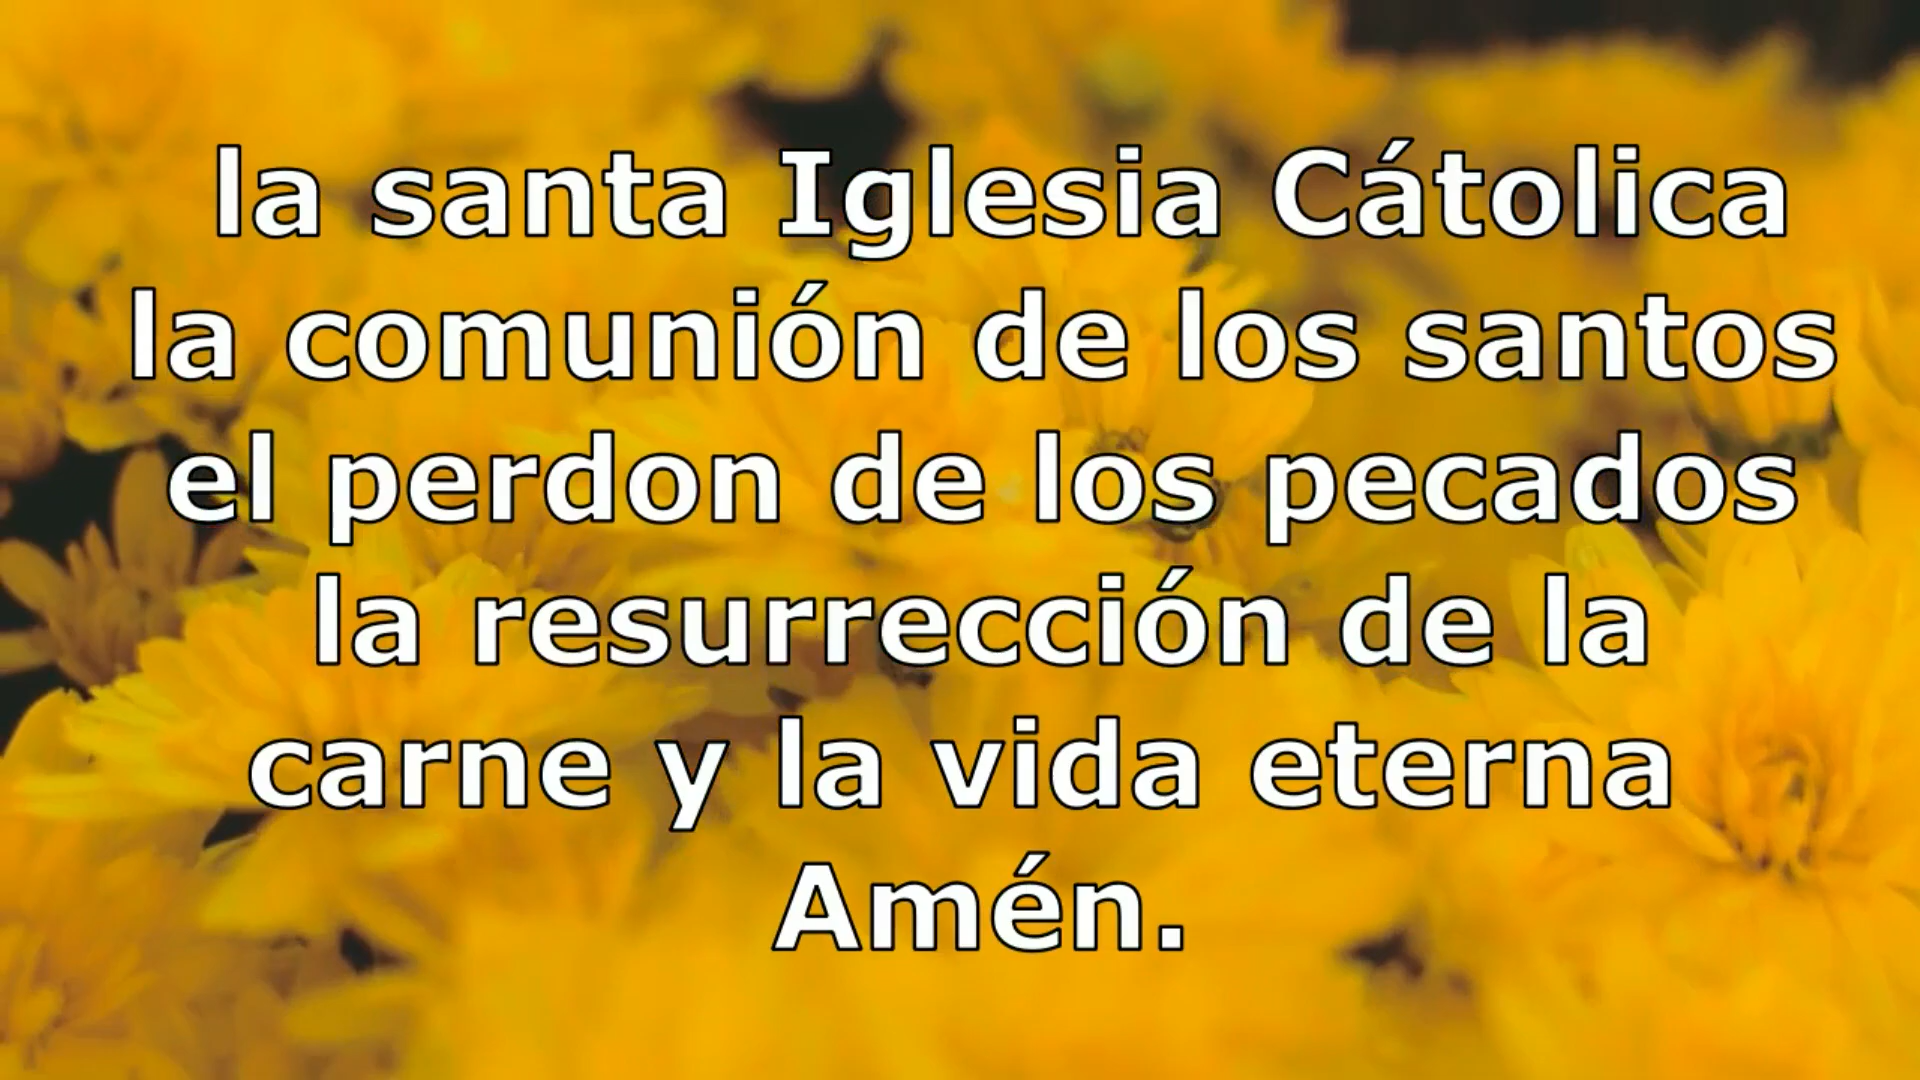 la santa Iglesia Cátolica
la comunión de los santos
el perdon de los pecados
la resurrección de la
carne y la vida eterna
Amén.